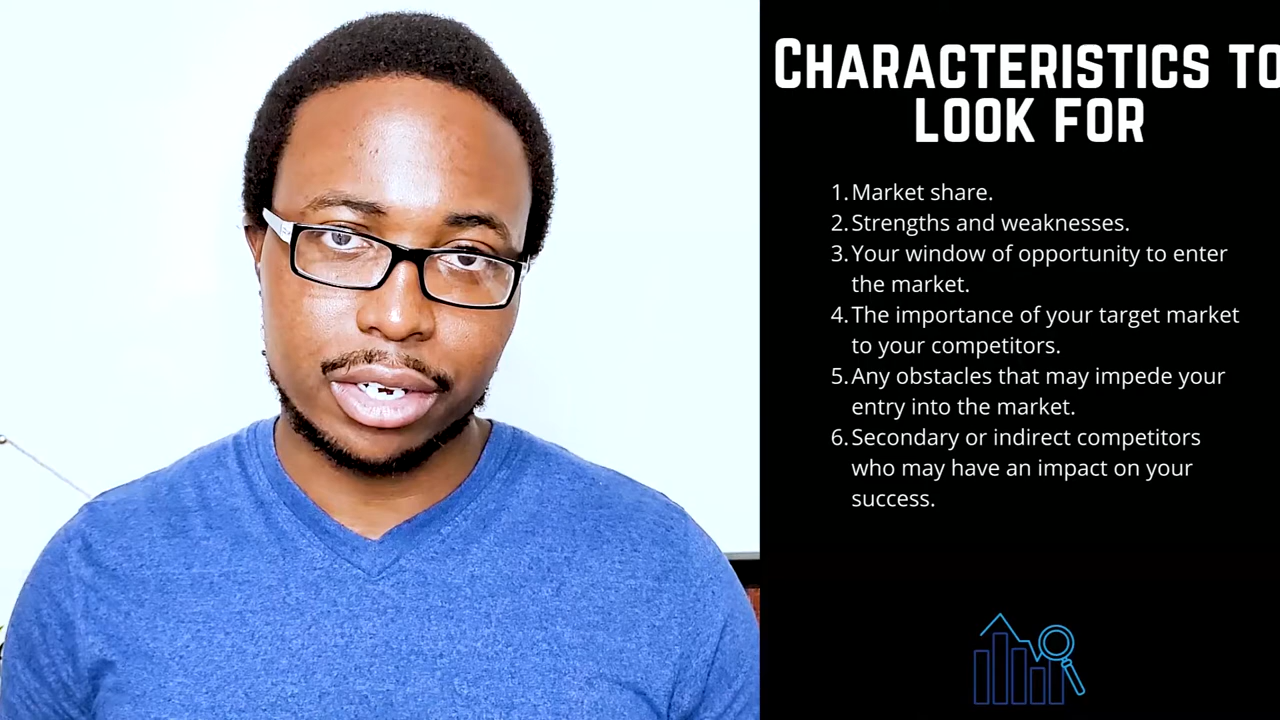 CHARACTERISTICS TO
LOOK FOR
1. Market share.
2. Strengths and weaknesses.
3. Your window of opportunity to enter
the market.
4. The importance of your target market
to your competitors.
5. Any obstacles that may impede your
entry into the market.
6. Secondary or indirect competitors
who may have an impact on your
success.